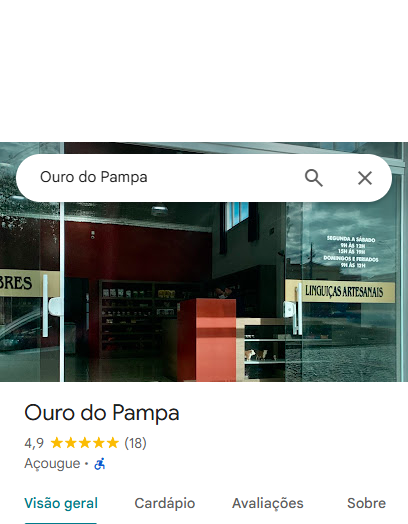 Ouro do Pampa
SEGUNDA A SÁBADO
9H ÀS 12H
15H ÀS 19H
DOMINGOS E FERIADOS
9H ÀS 12H
BRES
LINGUIÇAS ARTESANAIS
Ouro do Pampa
4,9 (18)
Açougue ·
Visão geral Cardápio Avaliações Sobre